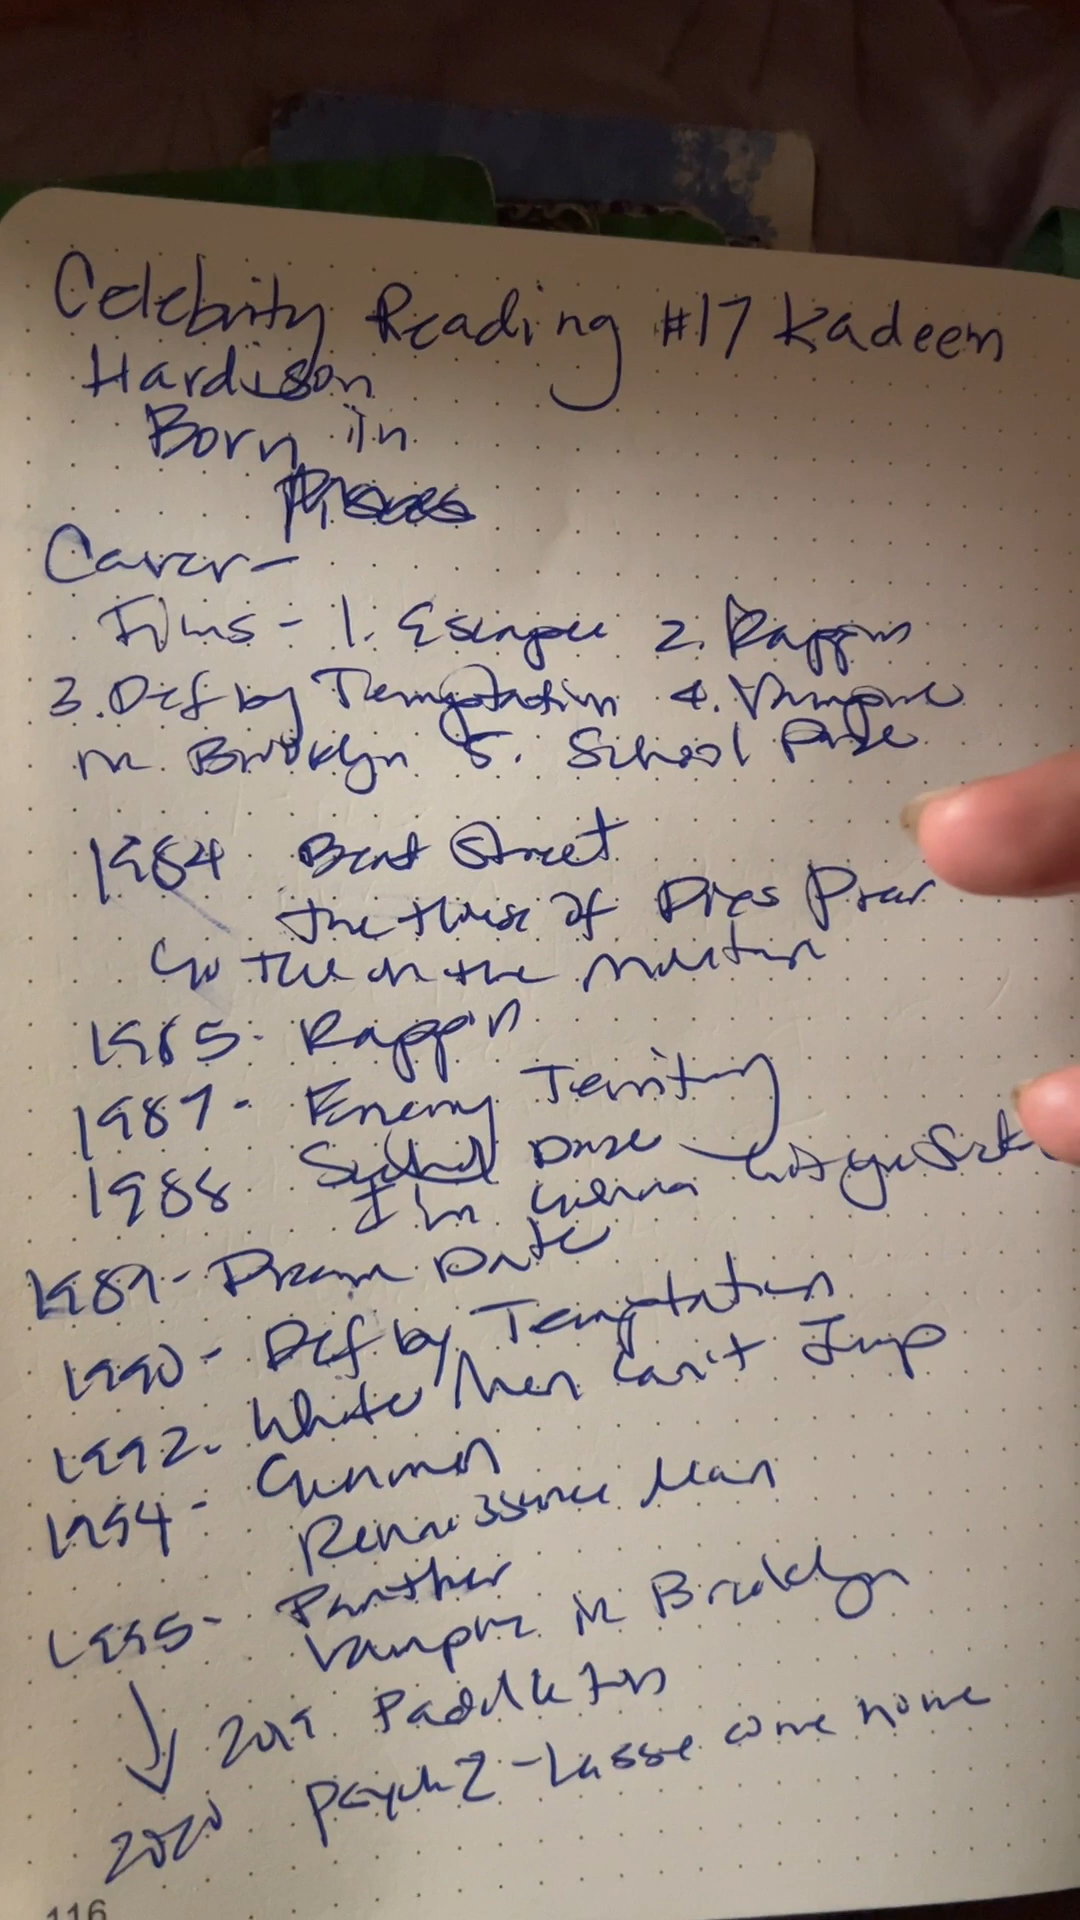 Celebrity Reading #17 Kadeem
Hardison
Born in
Career-
Films - 1. Escapee 2. Rappin
3. Def by Temptation 4. Vampire
in Brooklyn 5. School Daze
1984 Beat Street
the House of Dies Drear
Go Tell it on the Mountain
1985- Rappin
1987- Enemy Territory
1988 School Daze
I'm Gonna Git you Sucka
1989- Dream Date
1990- Def by Temptation
1992- White Men Can't Jump
1994- Gunmen
Renaissance Man
1995- Panther
Vampire in Brooklyn
2019 Paddleton
2020 Psych 2 - Lassie come home
116